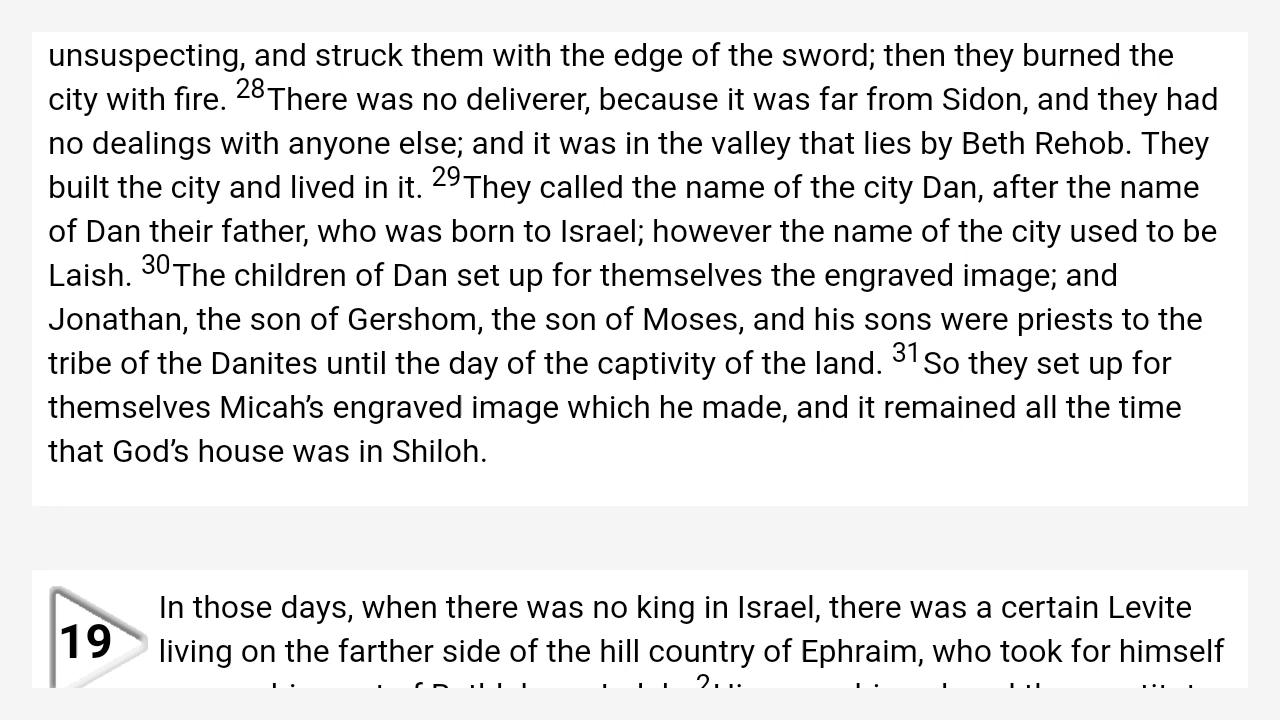 unsuspecting, and struck them with the edge of the sword; then they burned the
city with fire. 28There was no deliverer, because it was far from Sidon, and they had
no dealings with anyone else; and it was in the valley that lies by Beth Rehob. They
built the city and lived in it. 29They called the name of the city Dan, after the name
of Dan their father, who was born to Israel; however the name of the city used to be
Laish. 30The children of Dan set up for themselves the engraved image; and
Jonathan, the son of Gershom, the son of Moses, and his sons were priests to the
tribe of the Danites until the day of the captivity of the land. 31So they set up for
themselves Micah’s engraved image which he made, and it remained all the time
that God’s house was in Shiloh.
19
In those days, when there was no king in Israel, there was a certain Levite
living on the farther side of the hill country of Ephraim, who took for himself
2